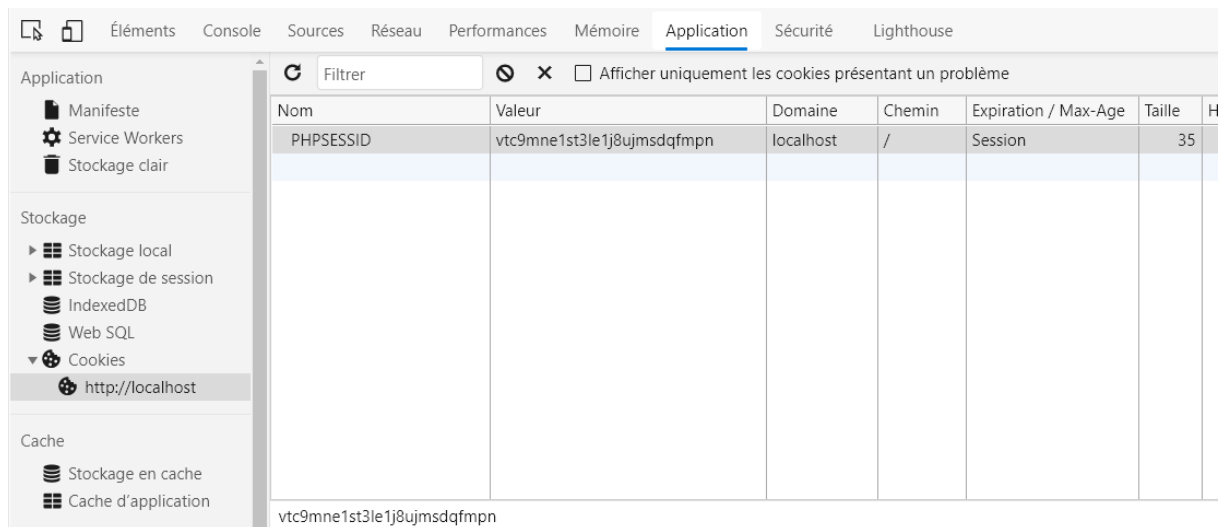 Éléments Console Sources Réseau Performances Mémoire Application Sécurité Lighthouse
Application
Manifeste
Service Workers
Stockage clair
Stockage
Stockage local
Stockage de session
IndexedDB
Web SQL
Cookies
http://localhost
Cache
Stockage en cache
Cache d'application
Filtrer Afficher uniquement les cookies présentant un problème
Nom Valeur Domaine Chemin Expiration / Max-Age Taille H
PHPSESSID vtc9mne1st3le1j8ujmsdqfmpn localhost / Session 35
vtc9mne1st3le1j8ujmsdqfmpn